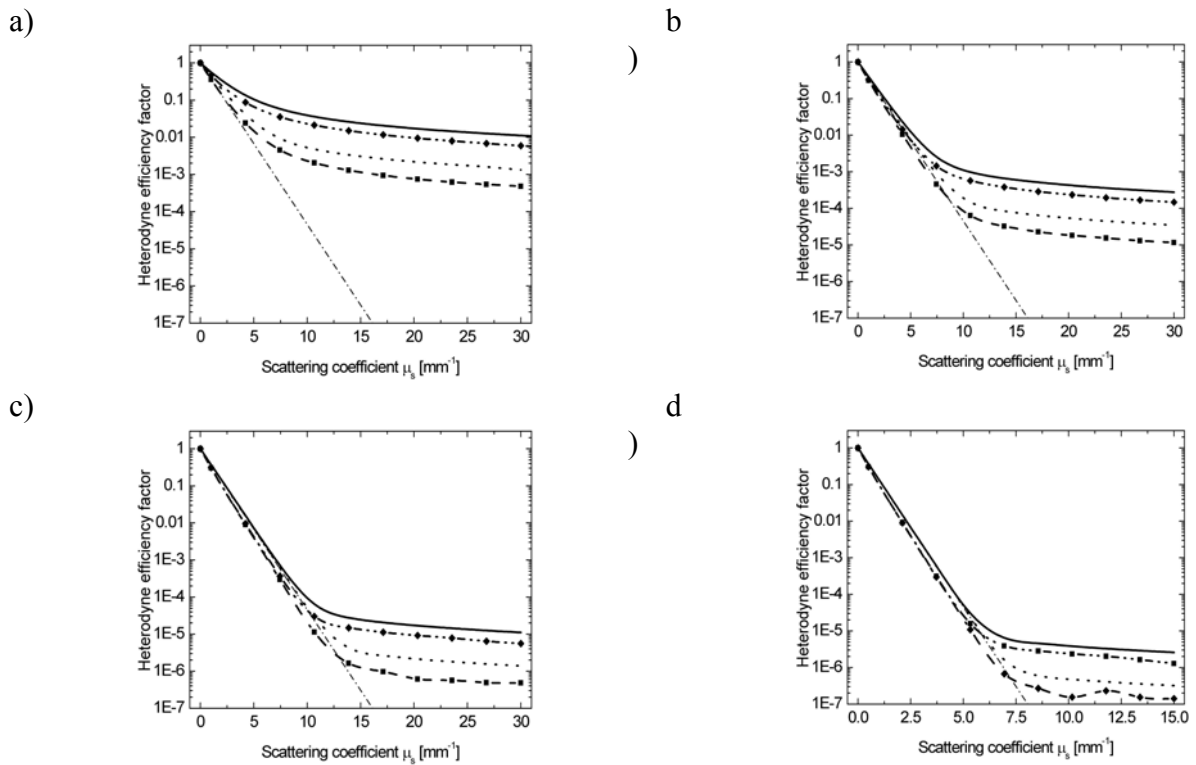 a)
b
)
Heterodyne efficiency factor
1
0.1
0.01
1E-3
1E-4
1E-5
1E-6
1E-7
0 5 10 15 20 25 30
Scattering coefficient μs [mm-1]
Heterodyne efficiency factor
1
0.1
0.01
1E-3
1E-4
1E-5
1E-6
1E-7
0 5 10 15 20 25 30
Scattering coefficient μs [mm-1]
c)
d
)
Heterodyne efficiency factor
1
0.1
0.01
1E-3
1E-4
1E-5
1E-6
1E-7
0 5 10 15 20 25 30
Scattering coefficient μs [mm-1]
Heterodyne efficiency factor
1
0.1
0.01
1E-3
1E-4
1E-5
1E-6
1E-7
0.0 2.5 5.0 7.5 10.0 12.5 15.0
Scattering coefficient μs [mm-1]